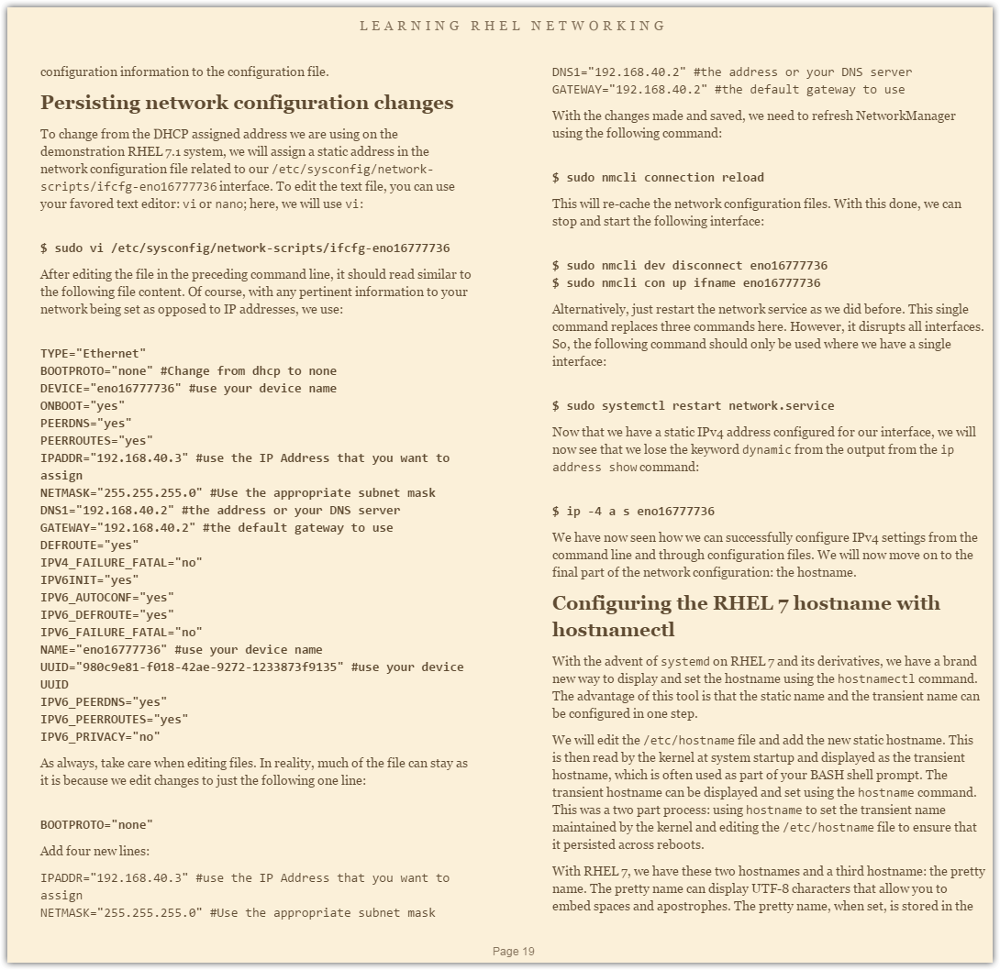 LEARNING RHEL NETWORKING
configuration information to the configuration file.
Persisting network configuration changes
To change from the DHCP assigned address we are using on the
demonstration RHEL 7.1 system, we will assign a static address in the
network configuration file related to our /etc/sysconfig/network-
scripts/ifcfg-eno16777736 interface. To edit the text file, you can use
your favored text editor: vi or nano; here, we will use vi:
$ sudo vi /etc/sysconfig/network-scripts/ifcfg-eno16777736
After editing the file in the preceding command line, it should read similar to
the following file content. Of course, with any pertinent information to your
network being set as opposed to IP addresses, we use:
TYPE="Ethernet"
BOOTPROTO="none" #Change from dhcp to none
DEVICE="eno16777736" #use your device name
ONBOOT="yes"
PEERDNS="yes"
PEERROUTES="yes"
IPADDR="192.168.40.3" #use the IP Address that you want to
assign
NETMASK="255.255.255.0" #Use the appropriate subnet mask
DNS1="192.168.40.2" #the address or your DNS server
GATEWAY="192.168.40.2" #the default gateway to use
DEFROUTE="yes"
IPV4_FAILURE_FATAL="no"
IPV6INIT="yes"
IPV6_AUTOCONF="yes"
IPV6_DEFROUTE="yes"
IPV6_FAILURE_FATAL="no"
NAME="eno16777736" #use your device name
UUID="980c9e81-f018-42ae-9272-1233873f9135" #use your device
UUID
IPV6_PEERDNS="yes"
IPV6_PEERROUTES="yes"
IPV6_PRIVACY="no"
As always, take care when editing files. In reality, much of the file can stay as
it is because we edit changes to just the following one line:
BOOTPROTO="none"
Add four new lines:
IPADDR="192.168.40.3" #use the IP Address that you want to
assign
NETMASK="255.255.255.0" #Use the appropriate subnet mask
DNS1="192.168.40.2" #the address or your DNS server
GATEWAY="192.168.40.2" #the default gateway to use
With the changes made and saved, we need to refresh NetworkManager
using the following command:
$ sudo nmcli connection reload
This will re-cache the network configuration files. With this done, we can
stop and start the following interface:
$ sudo nmcli dev disconnect eno16777736
$ sudo nmcli con up ifname eno16777736
Alternatively, just restart the network service as we did before. This single
command replaces three commands here. However, it disrupts all interfaces.
So, the following command should only be used where we have a single
interface:
$ sudo systemctl restart network.service
Now that we have a static IPv4 address configured for our interface, we will
now see that we lose the keyword dynamic from the output from the ip
address show command:
$ ip -4 a s eno16777736
We have now seen how we can successfully configure IPv4 settings from the
command line and through configuration files. We will now move on to the
final part of the network configuration: the hostname.
Configuring the RHEL 7 hostname with
hostnamectl
With the advent of systemd on RHEL 7 and its derivatives, we have a brand
new way to display and set the hostname using the hostnamectl command.
The advantage of this tool is that the static name and the transient name can
be configured in one step.
We will edit the /etc/hostname file and add the new static hostname. This
is then read by the kernel at system startup and displayed as the transient
hostname, which is often used as part of your BASH shell prompt. The
transient hostname can be displayed and set using the hostname command.
This was a two part process: using hostname to set the transient name
maintained by the kernel and editing the /etc/hostname file to ensure that
it persisted across reboots.
With RHEL 7, we have these two hostnames and a third hostname: the pretty
name. The pretty name can display UTF-8 characters that allow you to
embed spaces and apostrophes. The pretty name, when set, is stored in the
Page 19